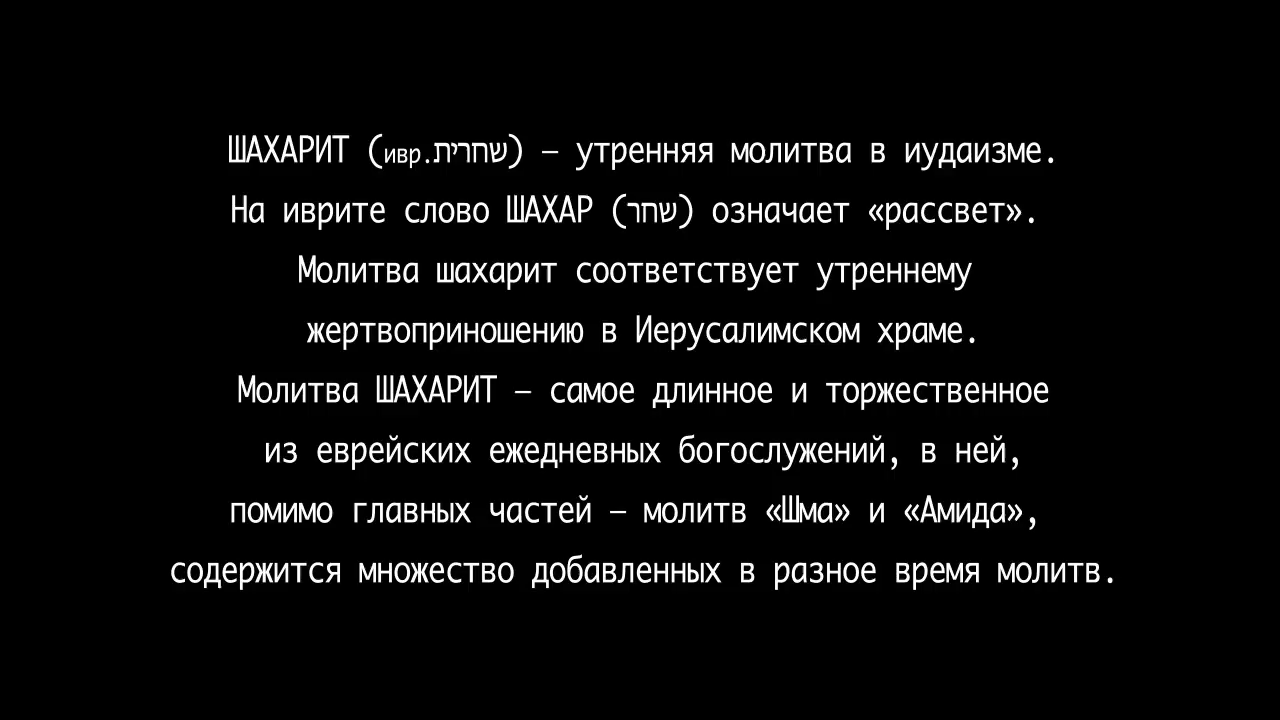 ШАХАРИТ (ивр.שחרית) – утренняя молитва в иудаизме.
На иврите слово ШАХАР (שחר) означает «рассвет».
Молитва шахарит соответствует утреннему
жертвоприношению в Иерусалимском храме.
Молитва ШАХАРИТ – самое длинное и торжественное
из еврейских ежедневных богослужений, в ней,
помимо главных частей – молитв «Шма» и «Амида»,
содержится множество добавленных в разное время молитв.